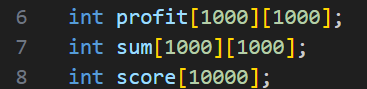 6 int profit[1000][1000];
7 int sum[1000][1000];
8 int score[10000];